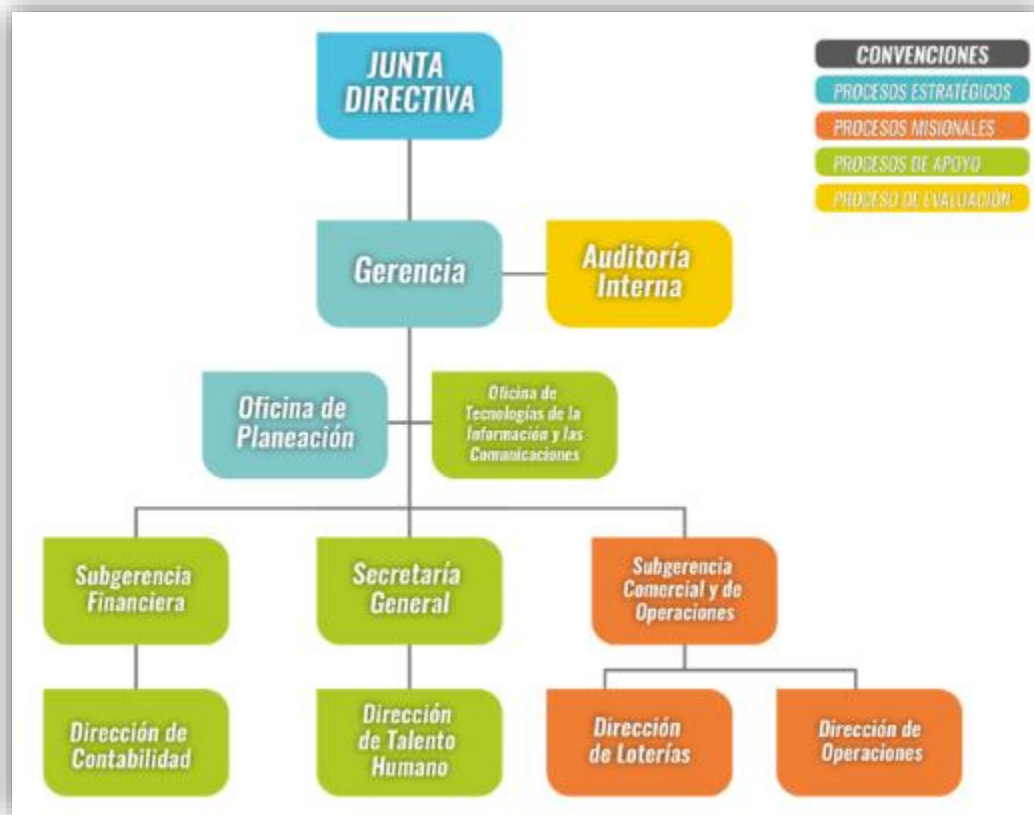 JUNTA
DIRECTIVA
CONVENCIONES
PROCESOS ESTRATÉGICOS
PROCESOS MISIONALES
PROCESOS DE APOYO
PROCESO DE EVALUACIÓN
Gerencia
Auditoría
Interna
Oficina de
Planeación
Oficina de
Tecnologías de la
Información y las
Comunicaciones
Subgerencia
Financiera
Secretaría
General
Subgerencia
Comercial y de
Operaciones
Dirección de
Contabilidad
Dirección
de Talento
Humano
Dirección
de Loterías
Dirección de
Operaciones